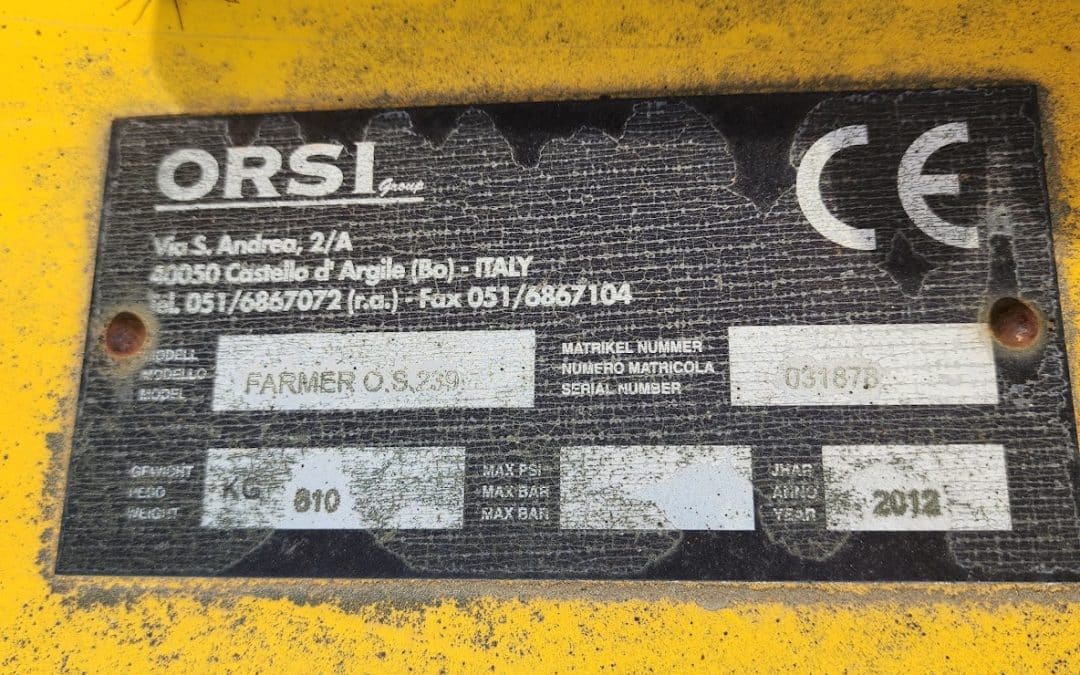 ORSI Group
CE
Via S. Andrea, 2/A
40050 Castello d'Argile (Bo) - ITALY
Tel. 051/6867072 (r.a.) - Fax 051/6867104
MODELL
MODELLO
MODEL
FARMER O.S.239
MATRIKEL NUMMER
NUMERO MATRICOLA
SERIAL NUMBER
GEWICHT
PESO
WEIGHT
KG
MAX PSI
MAX BAR
MAX BAR
JHAR
ANNO
YEAR
2012